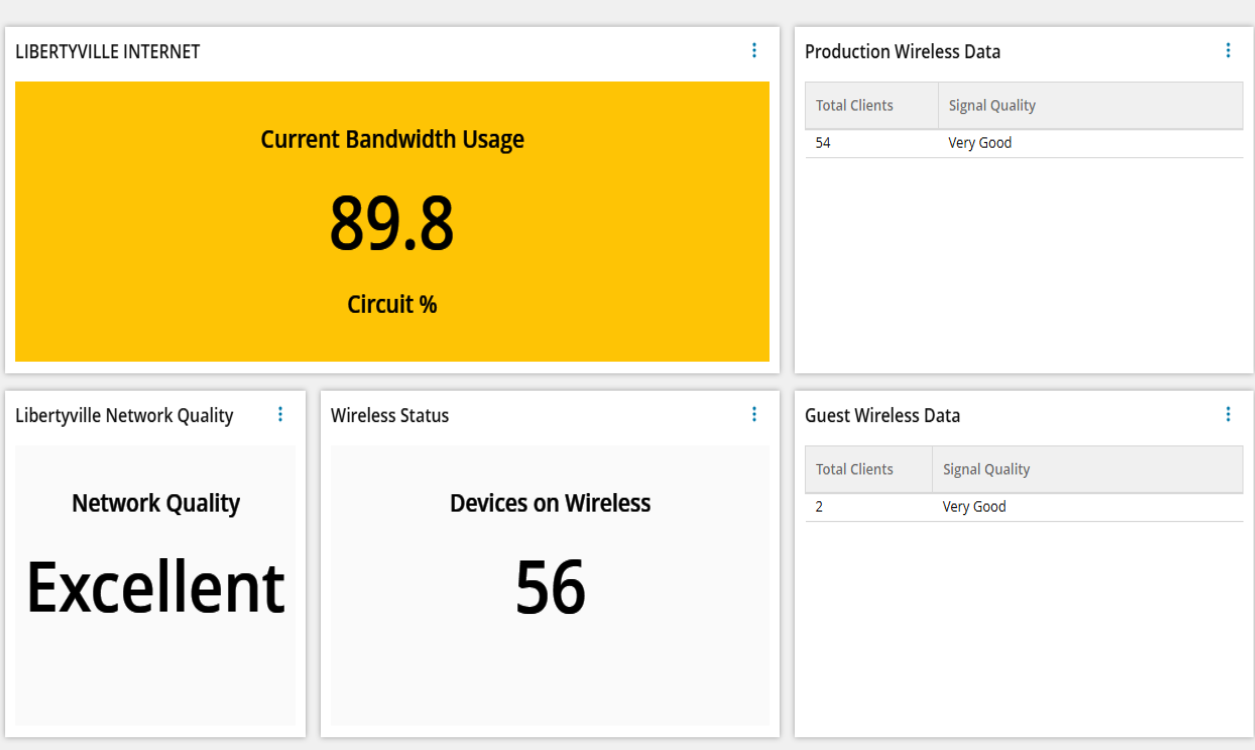 LIBERTYVILLE INTERNET
Current Bandwidth Usage
89.8
Circuit %
Production Wireless Data
Total Clients Signal Quality
54 Very Good
Libertyville Network Quality
Network Quality
Excellent
Wireless Status
Devices on Wireless
56
Guest Wireless Data
Total Clients Signal Quality
2 Very Good